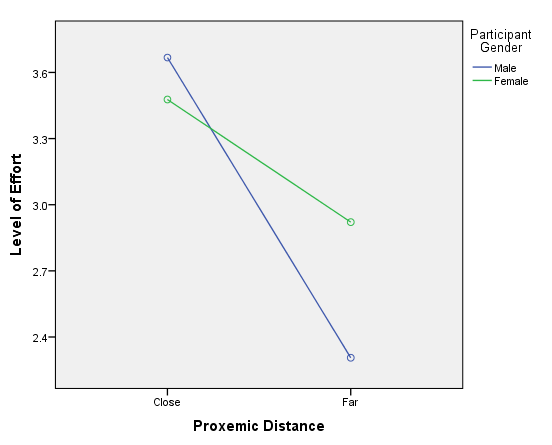 Participant
Gender
Male
Female
Level of Effort
3.6
3.3
3.0
2.7
2.4
Close
Far
Proxemic Distance